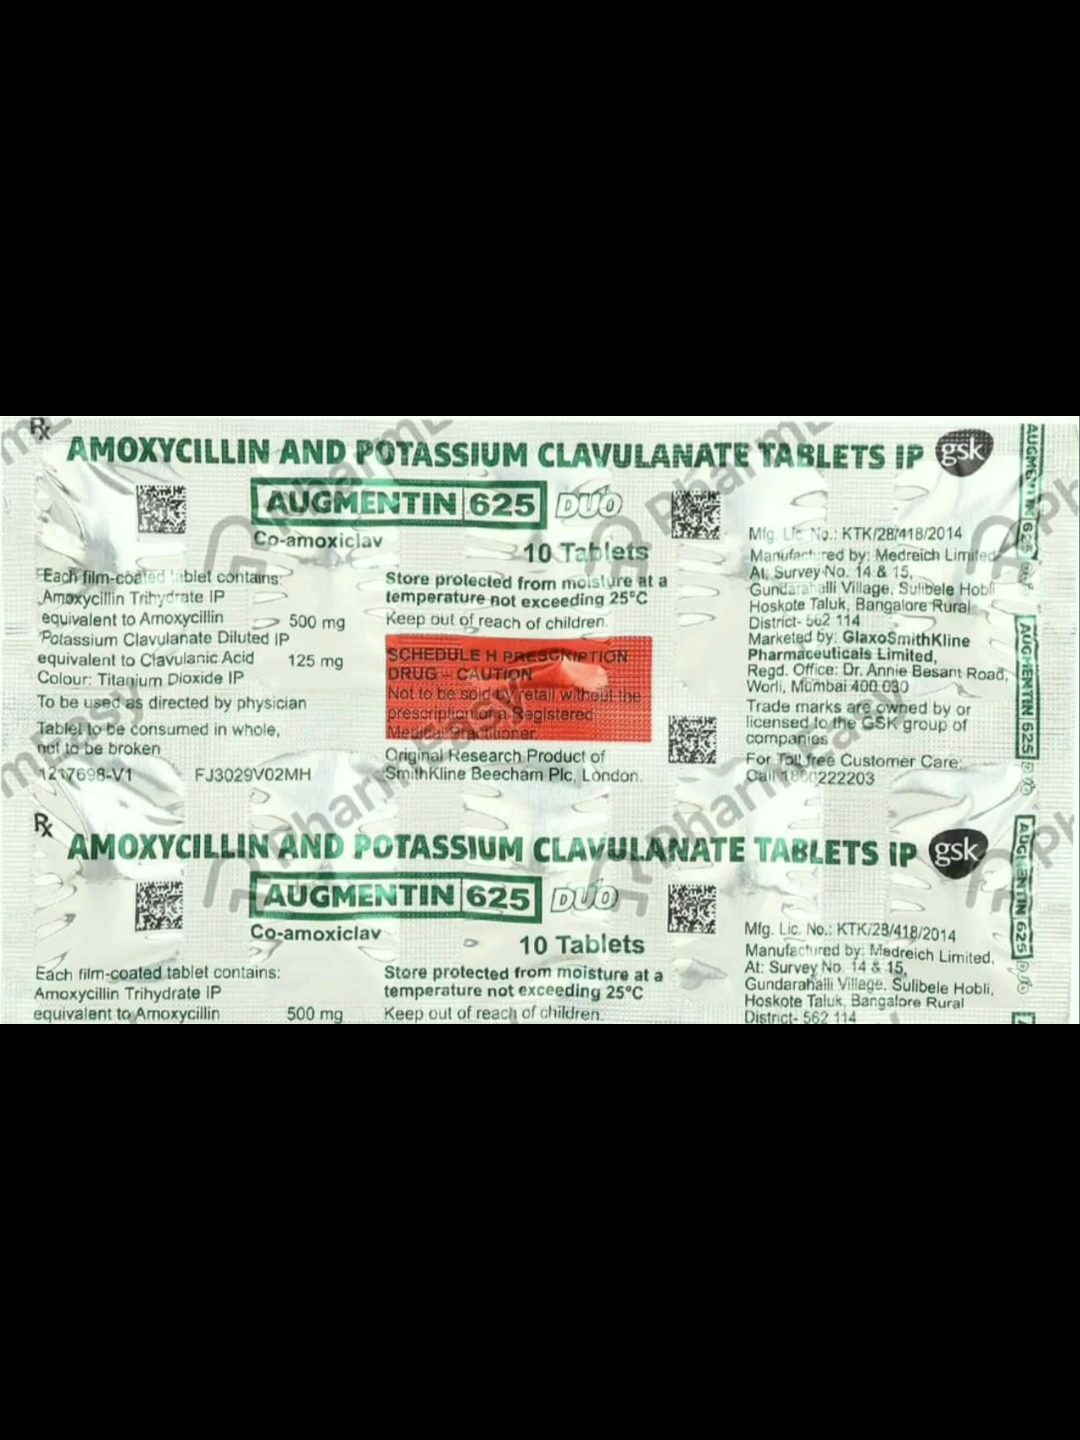 Rx
AMOXYCILLIN AND POTASSIUM CLAVULANATE TABLETS IP
gsk
AUGMENTIN 625 DUO
Co-amoxiclav
10 Tablets
Each film-coated tablet contains:
Amoxycillin Trihydrate IP
equivalent to Amoxycillin 500 mg
Potassium Clavulanate Diluted IP
equivalent to Clavulanic Acid 125 mg
Colour: Titanium Dioxide IP
To be used as directed by physician
Tablet to be consumed in whole,
not to be broken
1217698-V1 FJ3029V02MH
Store protected from moisture at a
temperature not exceeding 25°C
Keep out of reach of children.
SCHEDULE H PRESCRIPTION
DRUG - CAUTION
Not to be sold by retail without the
prescription of a Registered
Medical Practitioner.
Original Research Product of
SmithKline Beecham Plc, London.
Mfg. Lic. No.: KTK/28/418/2014
Manufactured by: Medreich Limited
At: Survey No. 14 & 15,
Gundarahalli Village, Sulibele Hobli
Hoskote Taluk, Bangalore Rural
District- 562 114
Marketed by: GlaxoSmithKline
Pharmaceuticals Limited,
Regd. Office: Dr. Annie Besant Road,
Worli, Mumbai 400 030
Trade marks are owned by or
licensed to the GSK group of
companies
For Toll free Customer Care:
Call 1800222203
AUGMENTIN 625 DUO
AUGMENTIN 625 DUO
Rx
AMOXYCILLIN AND POTASSIUM CLAVULANATE TABLETS IP
gsk
AUGMENTIN 625 DUO
Co-amoxiclav
10 Tablets
Each film-coated tablet contains:
Amoxycillin Trihydrate IP
equivalent to Amoxycillin 500 mg
Store protected from moisture at a
temperature not exceeding 25°C
Keep out of reach of children.
Mfg. Lic. No.: KTK/28/418/2014
Manufactured by: Medreich Limited,
At: Survey No. 14 & 15,
Gundarahalli Village, Sulibele Hobli,
Hoskote Taluk, Bangalore Rural
District- 562 114
AUGMENTIN 625 DUO
PharmEasy